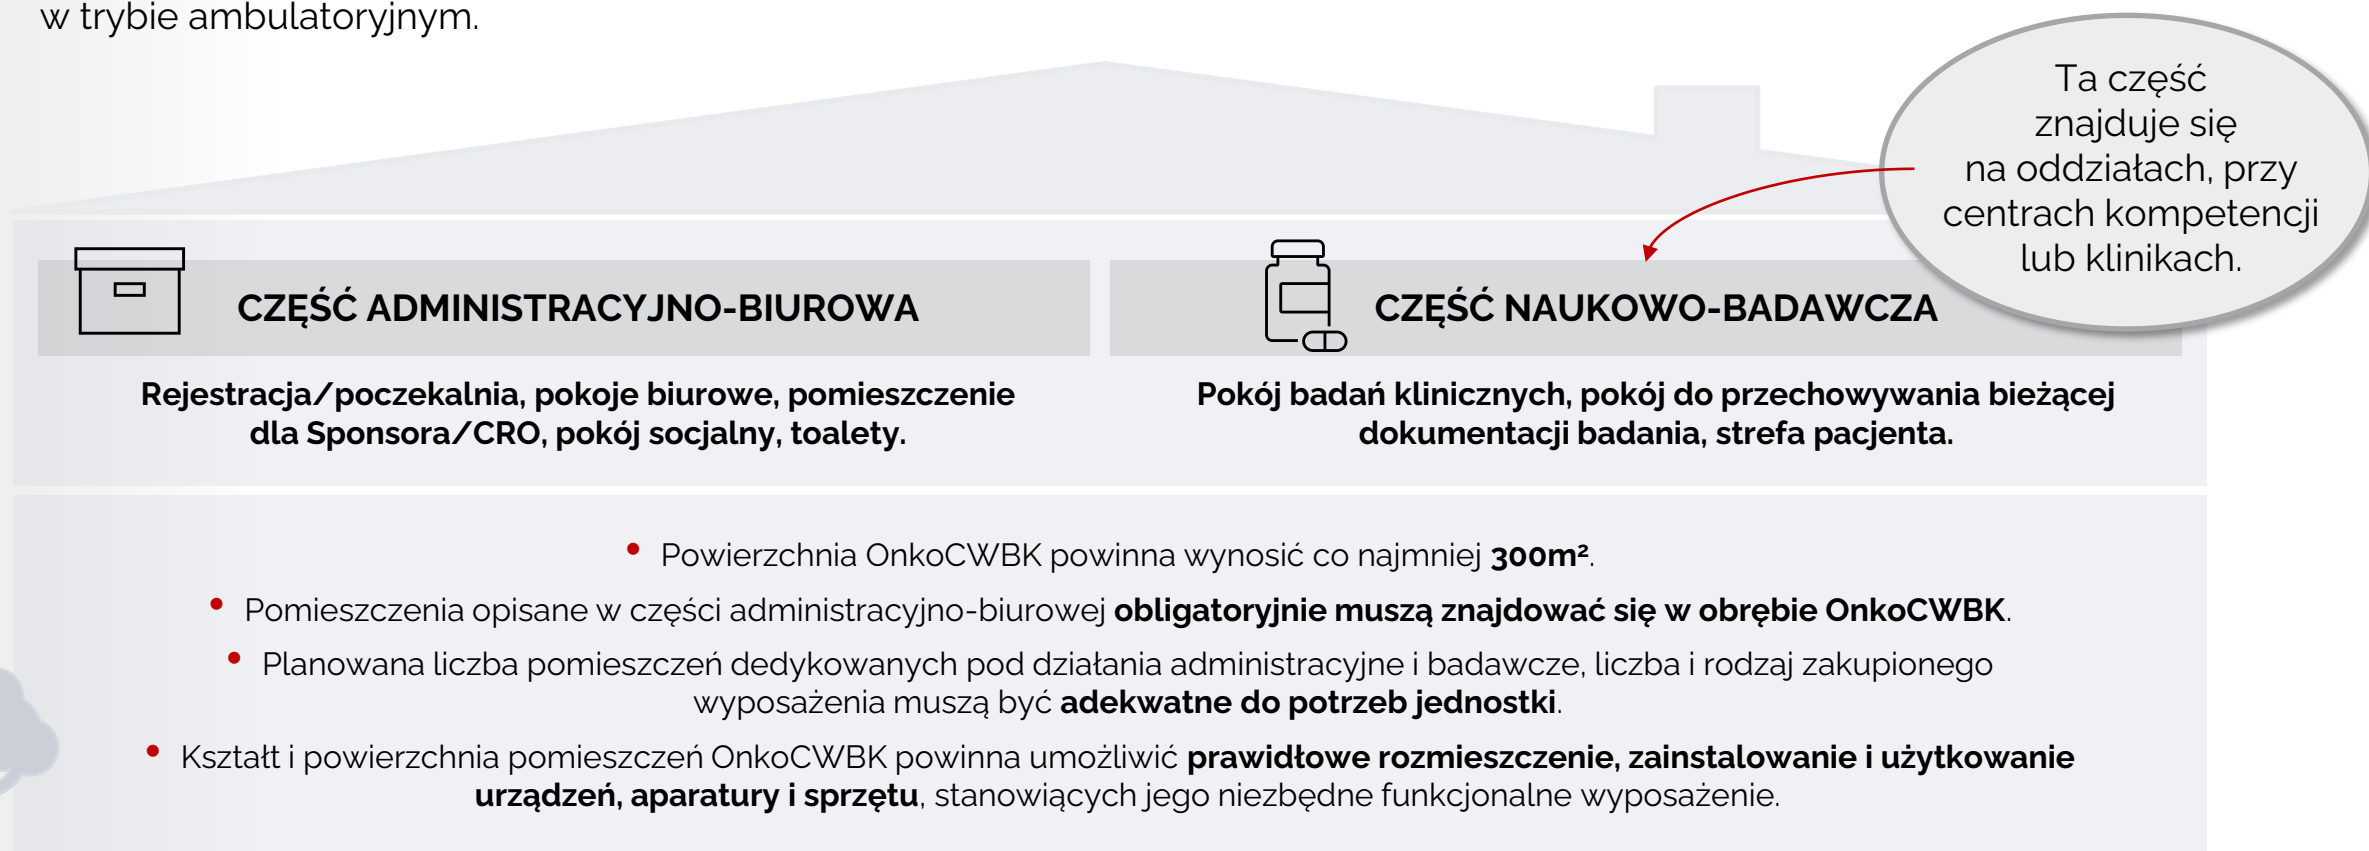 w trybie ambulatoryjnym.
Ta część
znajduje się
na oddziałach, przy
centrach kompetencji
lub klinikach.
CZĘŚĆ ADMINISTRACYJNO-BIUROWA
Rejestracja/poczekalnia, pokoje biurowe, pomieszczenie
dla Sponsora/CRO, pokój socjalny, toalety.
CZĘŚĆ NAUKOWO-BADAWCZA
Pokój badań klinicznych, pokój do przechowywania bieżącej
dokumentacji badania, strefa pacjenta.
• Powierzchnia OnkoCWBK powinna wynosić co najmniej 300m².
• Pomieszczenia opisane w części administracyjno-biurowej obligatoryjnie muszą znajdować się w obrębie OnkoCWBK.
• Planowana liczba pomieszczeń dedykowanych pod działania administracyjne i badawcze, liczba i rodzaj zakupionego
wyposażenia muszą być adekwatne do potrzeb jednostki.
• Kształt i powierzchnia pomieszczeń OnkoCWBK powinna umożliwić prawidłowe rozmieszczenie, zainstalowanie i użytkowanie
urządzeń, aparatury i sprzętu, stanowiących jego niezbędne funkcjonalne wyposażenie.